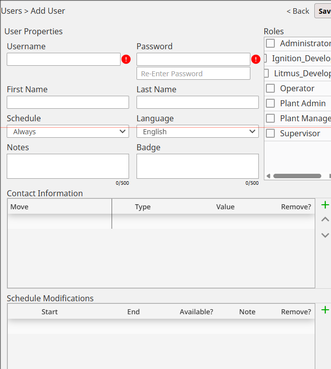 Users > Add User
< Back
Sav
User Properties
Roles
Username
Password
Re-Enter Password
Administrator
Ignition_Develo
Litmus_Develop
Operator
Plant Admin
Plant Manage
Supervisor
First Name
Last Name
Schedule
Language
Always
English
Notes
Badge
0/500
0/500
Contact Information
Move Type Value Remove?
Schedule Modifications
Start End Available? Note Remove?